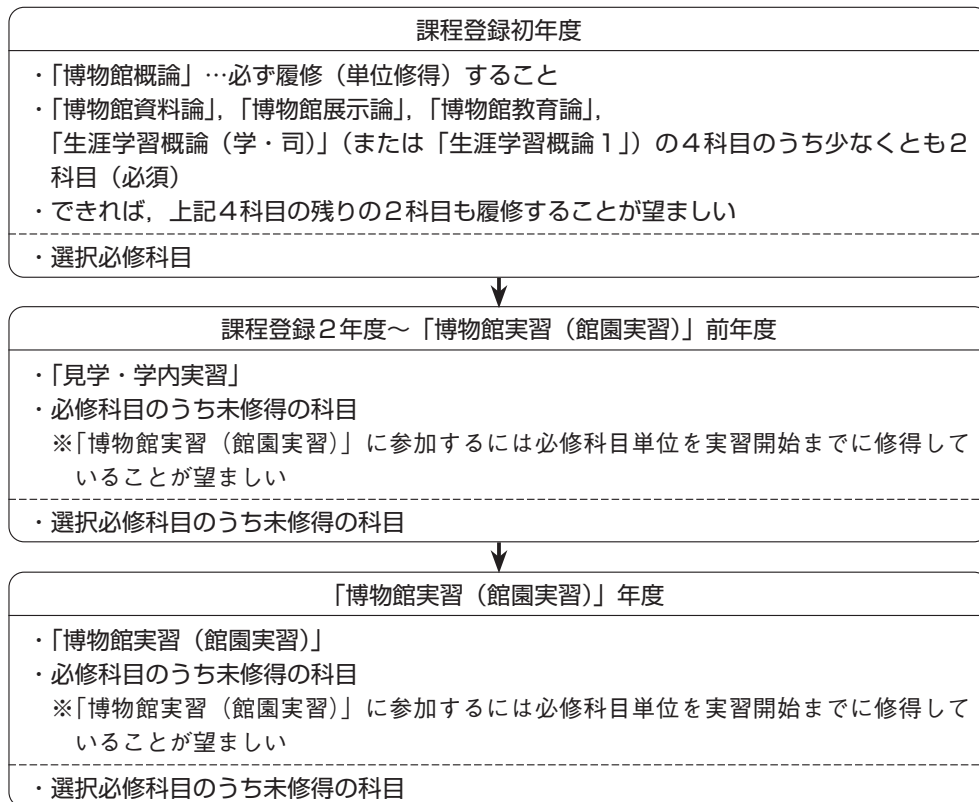 課程登録初年度
・「博物館概論」…必ず履修（単位修得）すること
・「博物館資料論」，「博物館展示論」，「博物館教育論」，
「生涯学習概論（学・司）」（または「生涯学習概論１」）の４科目のうち少なくとも２
科目（必須）
・できれば，上記４科目の残りの２科目も履修することが望ましい
・選択必修科目
課程登録２年度～「博物館実習（館園実習）」前年度
・「見学・学内実習」
・必修科目のうち未修得の科目
※「博物館実習（館園実習）」に参加するには必修科目単位を実習開始までに修得して
いることが望ましい
・選択必修科目のうち未修得の科目
「博物館実習（館園実習）」年度
・「博物館実習（館園実習）」
・必修科目のうち未修得の科目
※「博物館実習（館園実習）」に参加するには必修科目単位を実習開始までに修得して
いることが望ましい
・選択必修科目のうち未修得の科目